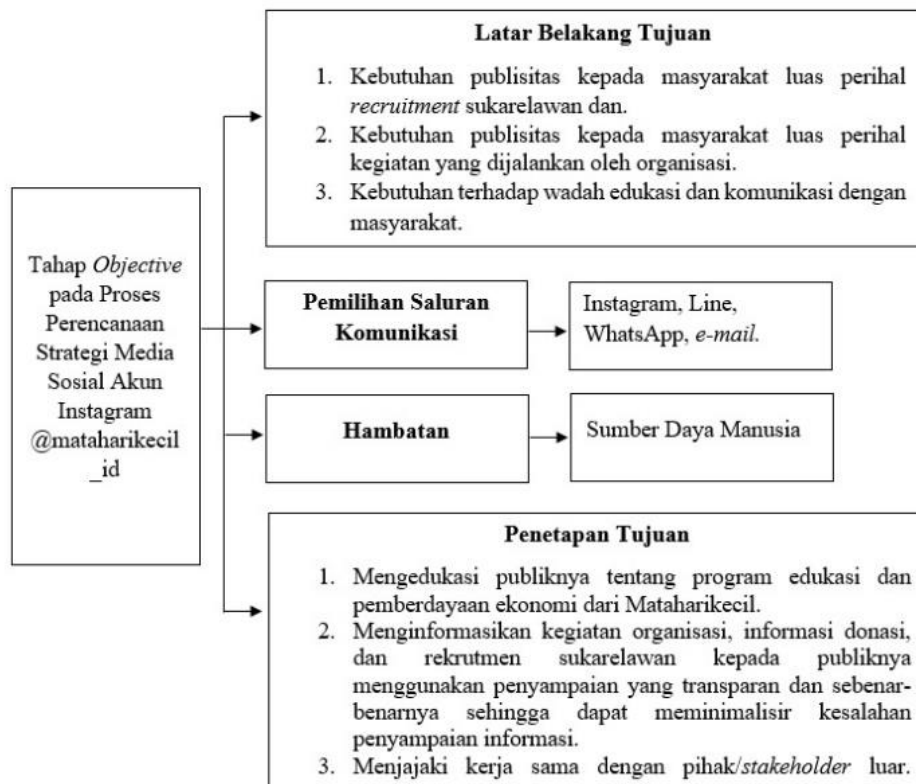 Latar Belakang Tujuan
1. Kebutuhan publisitas kepada masyarakat luas perihal
recruitment sukarelawan dan.
2. Kebutuhan publisitas kepada masyarakat luas perihal
kegiatan yang dijalankan oleh organisasi.
3. Kebutuhan terhadap wadah edukasi dan komunikasi dengan
masyarakat.
Tahap Objective
pada Proses
Perencanaan
Strategi Media
Sosial Akun
Instagram
@mataharikecil
_id
Pemilihan Saluran
Komunikasi
Instagram, Line,
WhatsApp, e-mail.
Hambatan
Sumber Daya Manusia
Penetapan Tujuan
1. Mengedukasi publiknya tentang program edukasi dan
pemberdayaan ekonomi dari Mataharikecil.
2. Menginformasikan kegiatan organisasi, informasi donasi,
dan rekrutmen sukarelawan kepada publiknya
menggunakan penyampaian yang transparan dan sebenar-
benarnya sehingga dapat meminimalisir kesalahan
penyampaian informasi.
3. Menjajaki kerja sama dengan pihak/stakeholder luar.